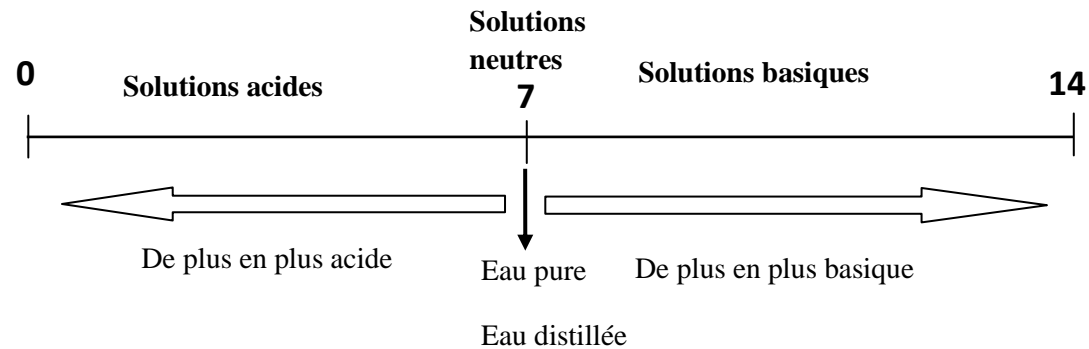 Solutions
neutres
0
Solutions acides
7
Solutions basiques
14
De plus en plus acide
Eau pure
De plus en plus basique
Eau distillée